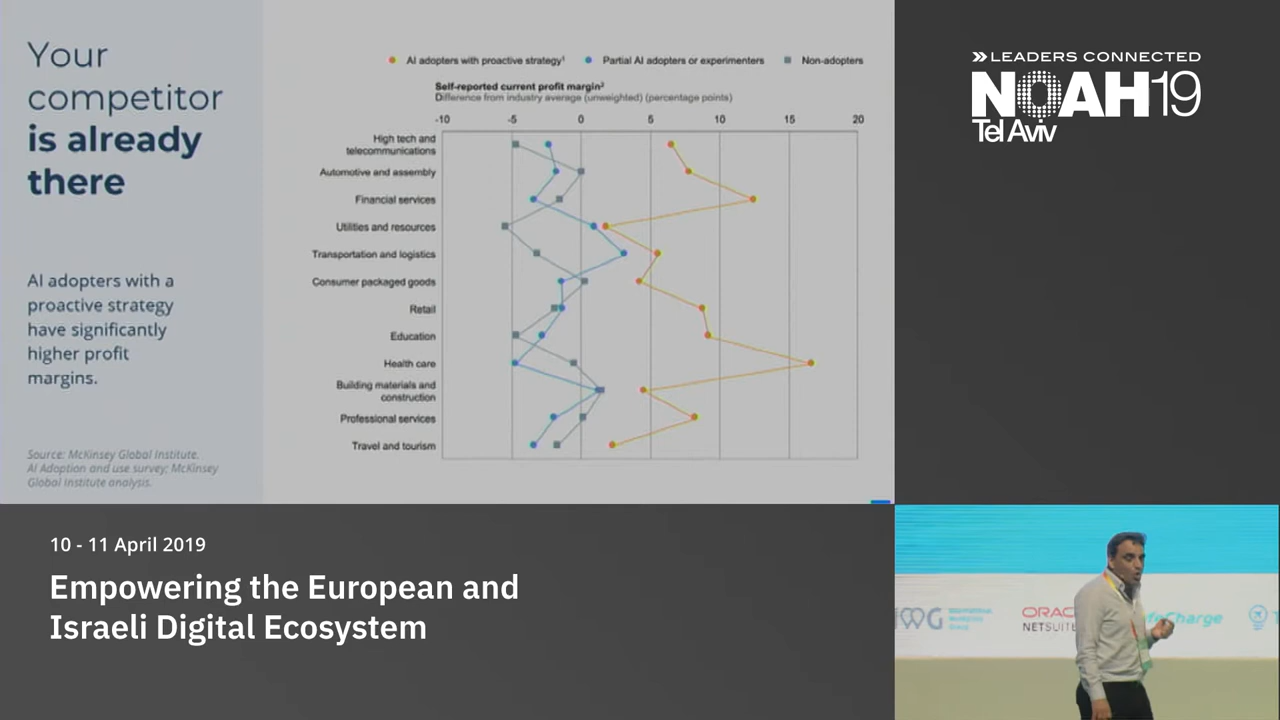 Your
competitor
is already
there
AI adopters with a
proactive strategy
have significantly
higher profit
margins.
Source: McKinsey Global Institute.
AI Adoption and use survey; McKinsey
Global Institute analysis.
AI adopters with proactive strategy¹
Partial AI adopters or experimenters
Non-adopters
Self-reported current profit margin²
Difference from industry average (unweighted) (percentage points)
-10 -5 0 5 10 15 20
High tech and
telecommunications
Automotive and assembly
Financial services
Utilities and resources
Transportation and logistics
Consumer packaged goods
Retail
Education
Health care
Building materials and
construction
Professional services
Travel and tourism
LEADERS CONNECTED
NOAH19
Tel Aviv
10 - 11 April 2019
Empowering the European and
Israeli Digital Ecosystem
IWG
ORAC
NETSUITE
feCharge